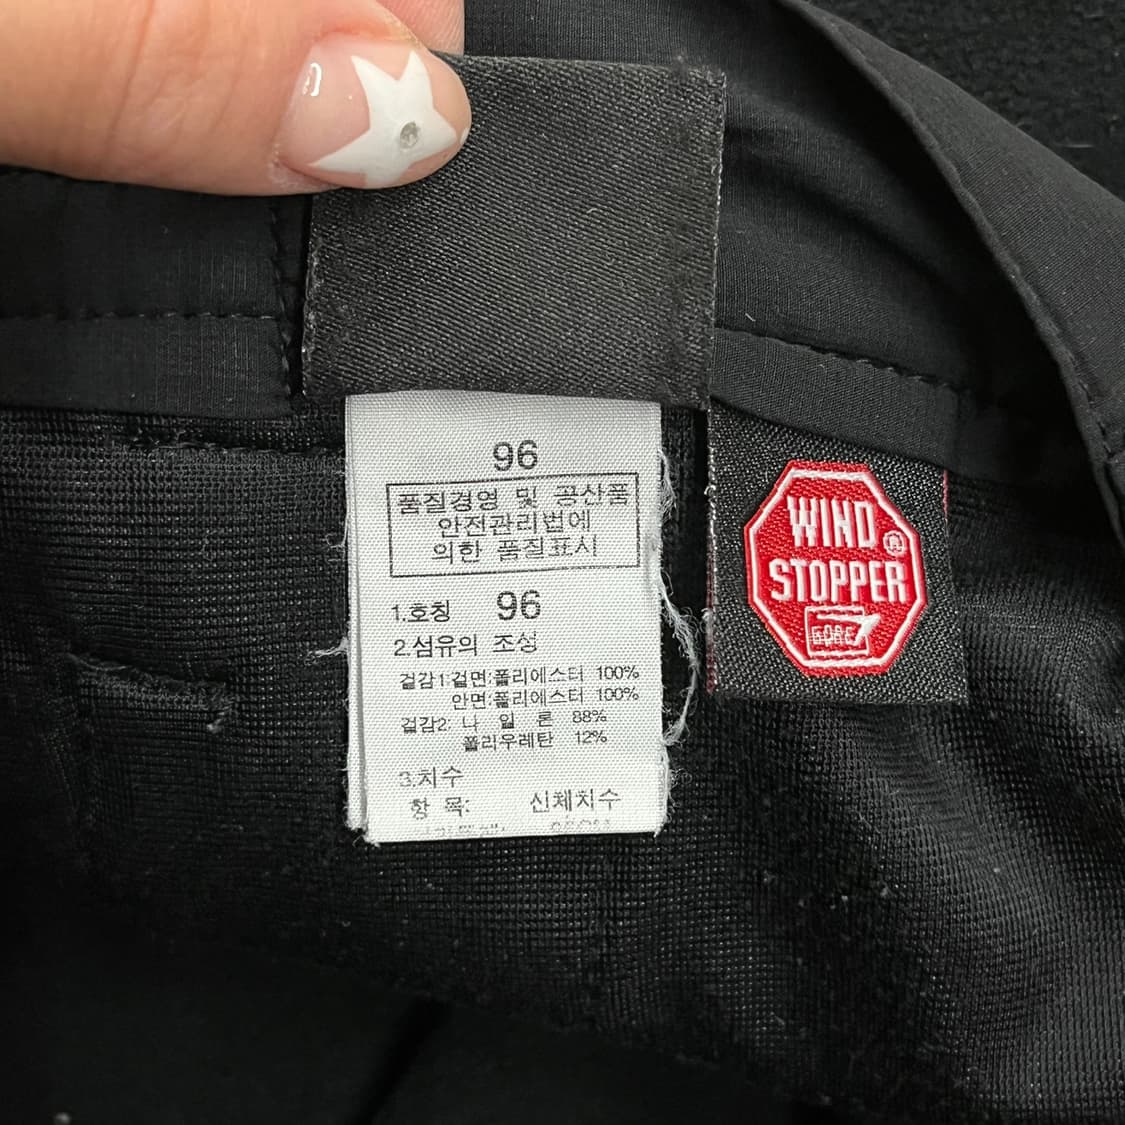 96
품질경영 및 공산품
안전관리법에
의한 품질표시
1.호칭 96
2.섬유의 조성
겉감1:겉면:폴리에스터 100%
안면:폴리에스터 100%
겉감2: 나 일 론 88%
폴리우레탄 12%
3.치수
항 목: 신체치수
WIND
STOPPER®
GORE